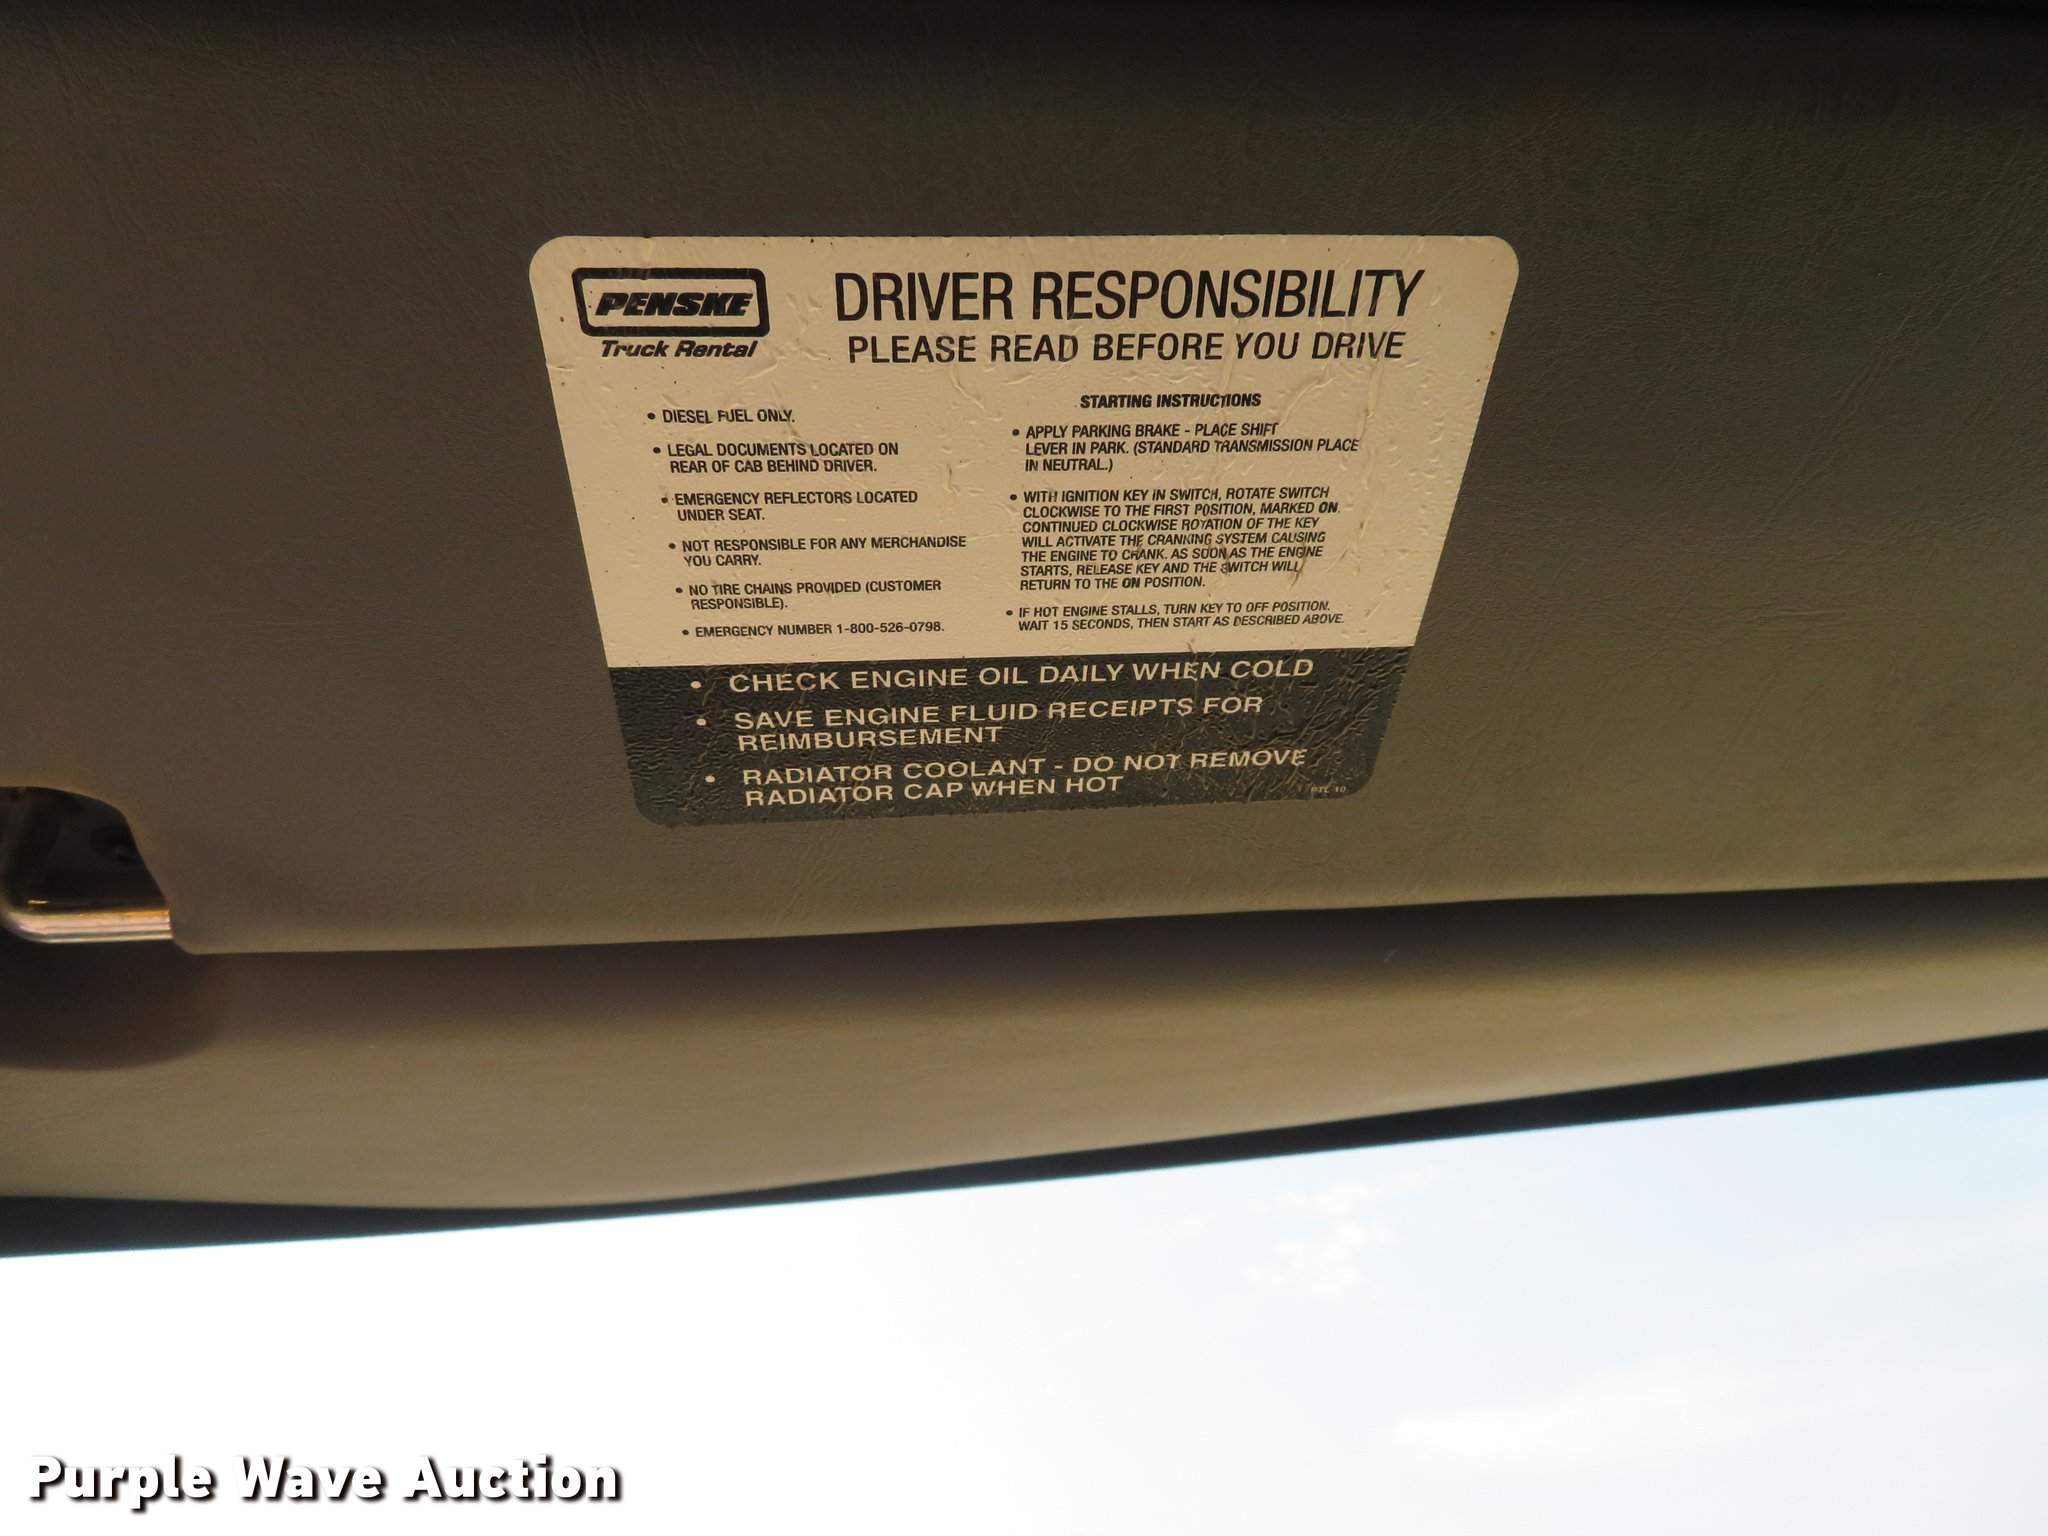 PENSKE
Truck Rental
DRIVER RESPONSIBILITY
PLEASE READ BEFORE YOU DRIVE
• DIESEL FUEL ONLY.
• LEGAL DOCUMENTS LOCATED ON
REAR OF CAB BEHIND DRIVER.
• EMERGENCY REFLECTORS LOCATED
UNDER SEAT.
• NOT RESPONSIBLE FOR ANY MERCHANDISE
YOU CARRY.
• NO TIRE CHAINS PROVIDED (CUSTOMER
RESPONSIBLE).
• EMERGENCY NUMBER 1-800-526-0798.
STARTING INSTRUCTIONS
• APPLY PARKING BRAKE - PLACE SHIFT
LEVER IN PARK. (STANDARD TRANSMISSION PLACE
IN NEUTRAL.)
• WITH IGNITION KEY IN SWITCH, ROTATE SWITCH
CLOCKWISE TO THE FIRST POSITION, MARKED ON.
CONTINUED CLOCKWISE ROTATION OF THE KEY
WILL ACTIVATE THE CRANKING SYSTEM CAUSING
THE ENGINE TO CRANK. AS SOON AS THE ENGINE
STARTS, RELEASE KEY AND THE SWITCH WILL
RETURN TO THE ON POSITION.
• IF HOT ENGINE STALLS, TURN KEY TO OFF POSITION.
WAIT 15 SECONDS, THEN START AS DESCRIBED ABOVE.
• CHECK ENGINE OIL DAILY WHEN COLD
• SAVE ENGINE FLUID RECEIPTS FOR
REIMBURSEMENT
• RADIATOR COOLANT - DO NOT REMOVE
RADIATOR CAP WHEN HOT
PTL 10
Purple Wave Auction